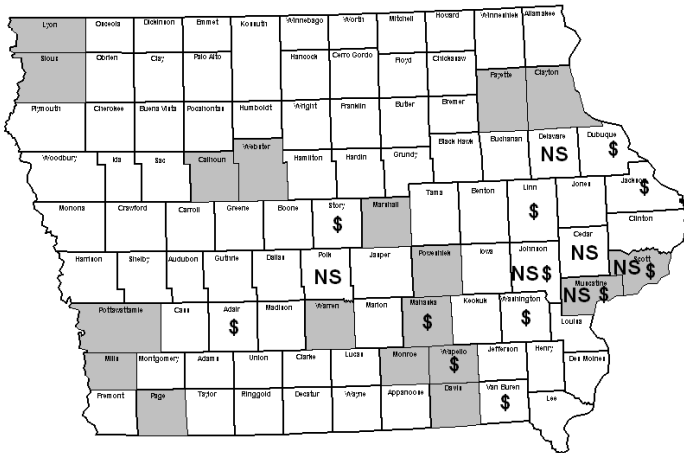 Lyon Osceola Dickinson Emmet Kossuth Winnebago Worth Mitchell Howard Winneshiek Allamakee
Sioux Obrien Clay Palo Alto Hancock Cerro Gordo Floyd Chickasaw
Fayette Clayton
Plymouth Cherokee Buena Vista Pocahontas Humboldt Wright Franklin Butler Bremer
Woodbury Ida Sac Calhoun Webster Hamilton Hardin Grundy Black Hawk Buchanan Delaware Dubuque
NS $
Monona Crawford Carroll Greene Boone Story Marshall Tama Benton Linn Jones Jackson
$ $ $
Clinton
Harrison Shelby Audubon Guthrie Dallas Polk Jasper Poweshiek Iowa Johnson Cedar Scott
NS NS $ NS NS $
Pottawattamie Cass Adair Madison Warren Marion Mahaska Keokuk Washington Muscatine
$ $ $ NS $
Louisa
Mills Montgomery Adams Union Clarke Lucas Monroe Wapello Jefferson Henry Des Moines
$
Fremont Page Taylor Ringgold Decatur Wayne Appanoose Davis Van Buren Lee
$